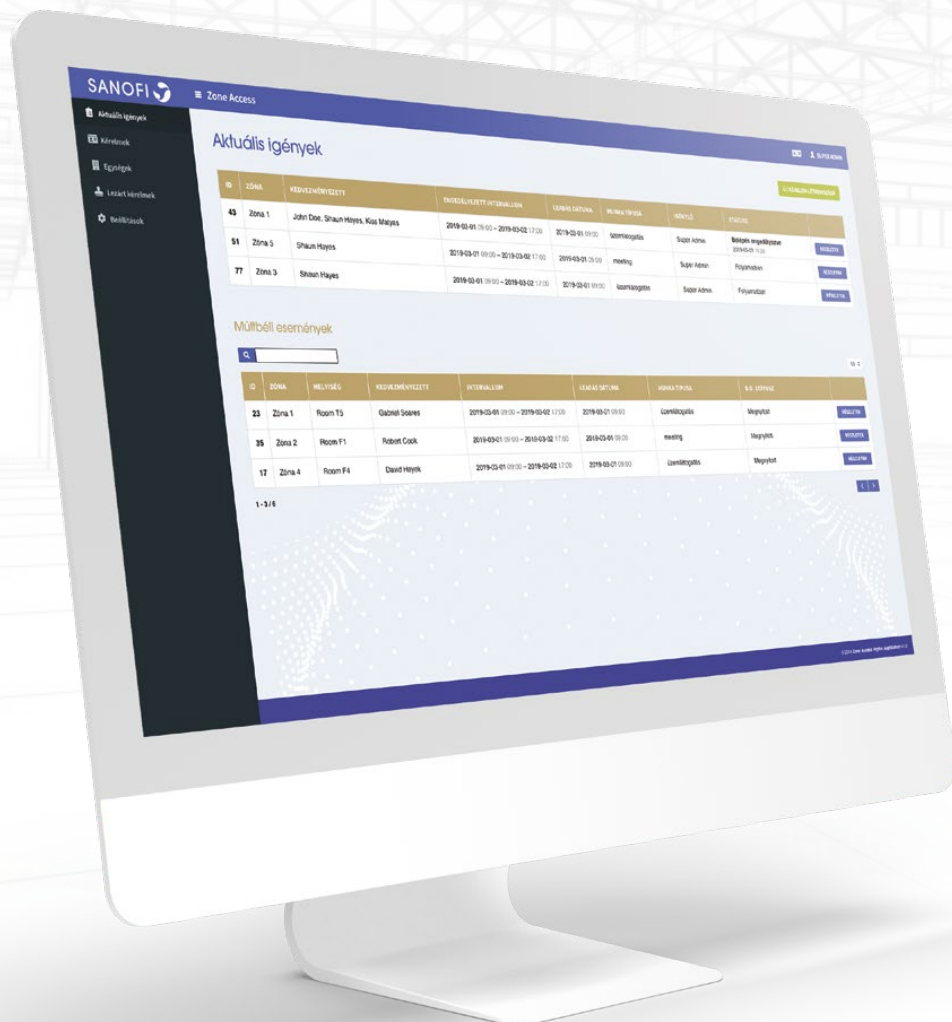 SANOFI
Zone Access
SUPER ADMIN
Aktuális igények
Kérelmek
Egységek
Lezárt kérelmek
Beállítások
Aktuális igények
ID ZÓNA KEDVEZMÉNYEZETT ENGEDÉLYEZETT INTERVALLUM LEADÁS DÁTUMA MUNKA TÍPUSA IGÉNYLŐ STÁTUSZ
43 Zóna 1 John Doe, Shaun Hayes, Kiss Matyas 2019-03-01 09:00 – 2019-03-02 17:00 2019-03-01 09:00 üzemlátogatás Super Admin Belépés engedélyezve
RÉSZLETEK
51 Zóna 5 Shaun Hayes 2019-03-01 09:00 – 2019-03-02 17:00 2019-03-01 09:00 meeting Super Admin Folyamatban RÉSZLETEK
77 Zóna 3 Shaun Hayes 2019-03-01 09:00 – 2019-03-02 17:00 2019-03-01 09:00 üzemlátogatás Super Admin Folyamatban RÉSZLETEK
Múltbéli események
ID ZÓNA HELYISÉG KEDVEZMÉNYEZETT INTERVALLUM LEADÁS DÁTUMA MUNKA TÍPUSA STÁTUSZ
23 Zóna 1 Room T5 Gabriel Soares 2019-03-01 09:00 – 2019-03-02 17:00 2019-03-01 09:00 üzemlátogatás Megnyitott RÉSZLETEK
35 Zóna 2 Room F1 Robert Cook 2019-03-01 09:00 – 2019-03-02 17:00 2019-03-01 09:00 meeting Megnyitott RÉSZLETEK
17 Zóna 4 Room F4 David Hayek 2019-03-01 09:00 – 2019-03-02 17:00 2019-03-01 09:00 üzemlátogatás Megnyitott RÉSZLETEK
1 - 3 / 6